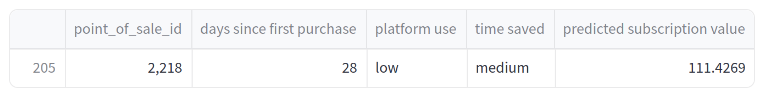 point_of_sale_id days since first purchase platform use time saved predicted subscription value
205 2,218 28 low medium 111.4269